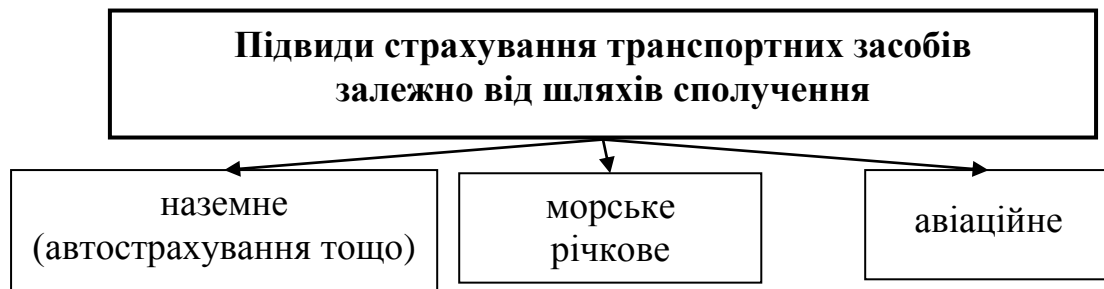 Підвиди страхування транспортних засобів
залежно від шляхів сполучення
наземне
(автострахування тощо)
морське
річкове
авіаційне